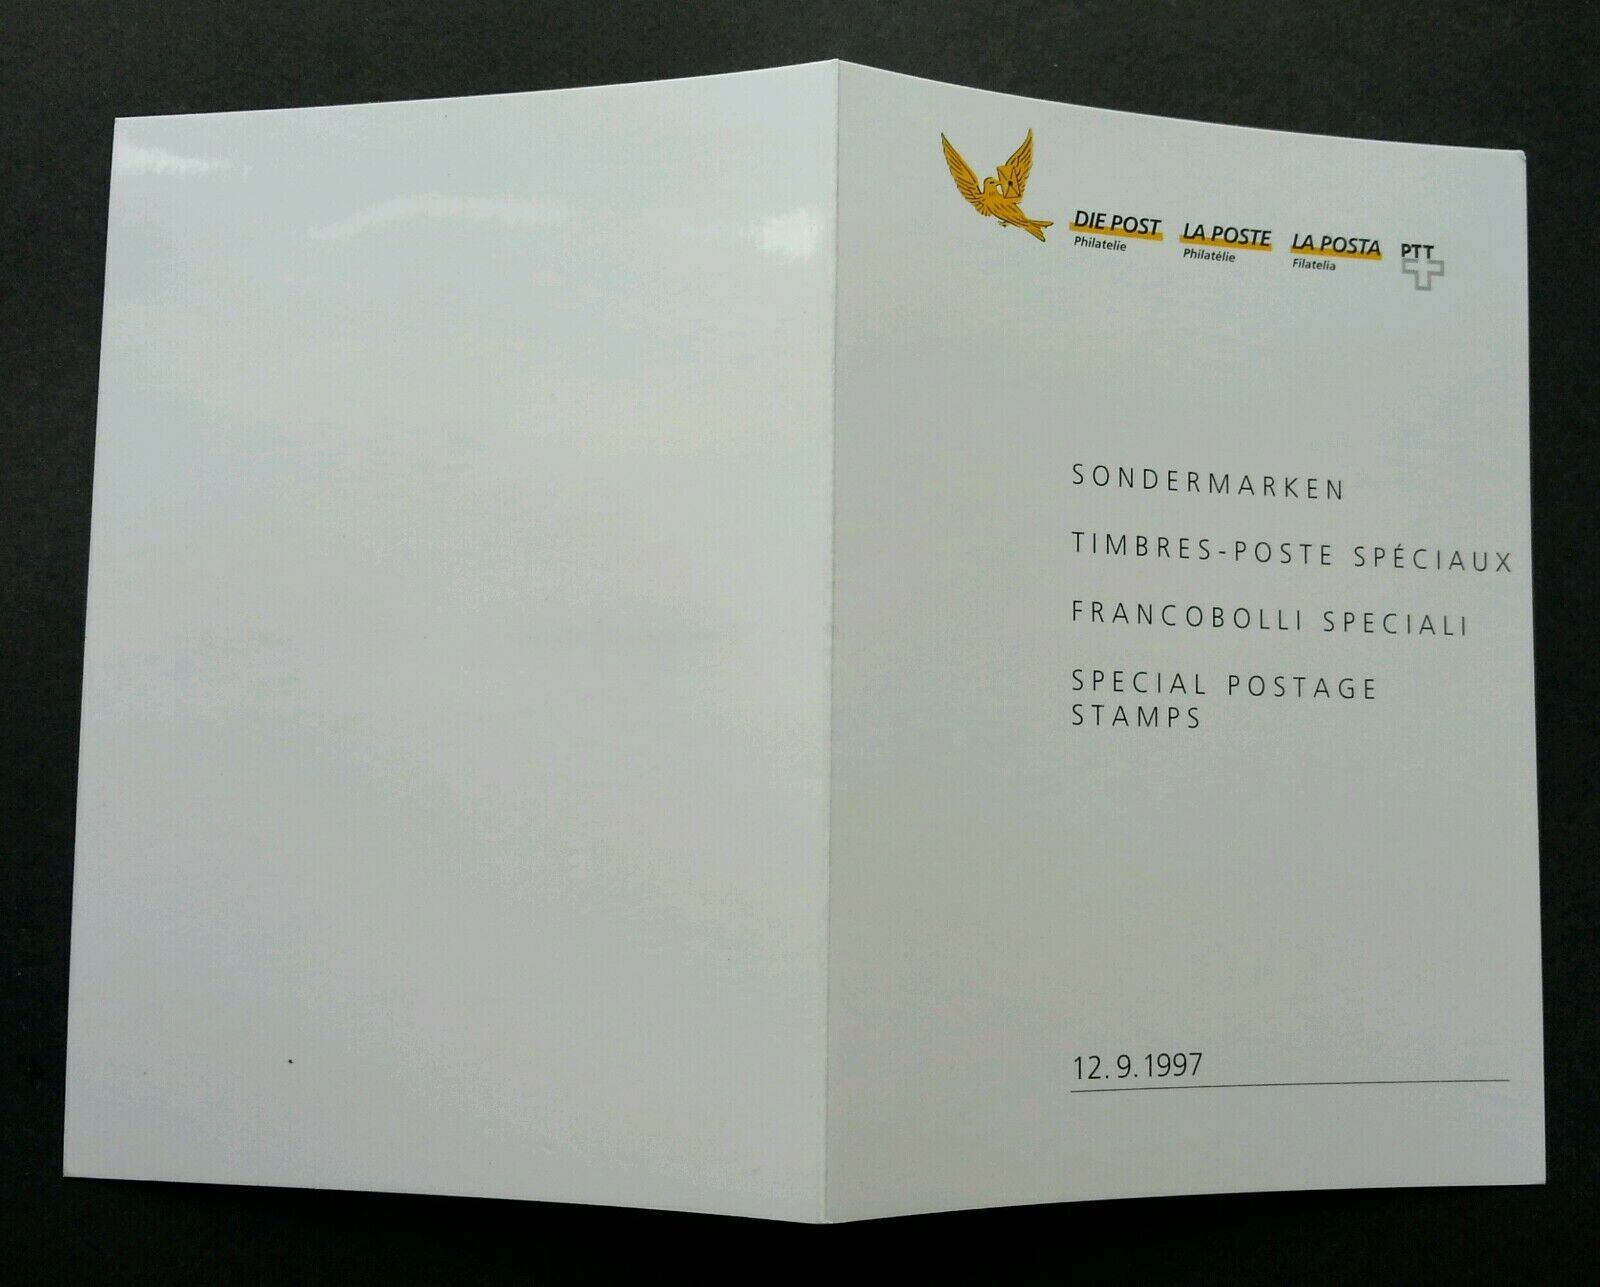 DIE POST LA POSTE LA POSTA PTT
Philatelie Philatélie Filatelia
SONDERMARKEN
TIMBRES-POSTE SPÉCIAUX
FRANCOBOLLI SPECIALI
SPECIAL POSTAGE
STAMPS
12.9.1997